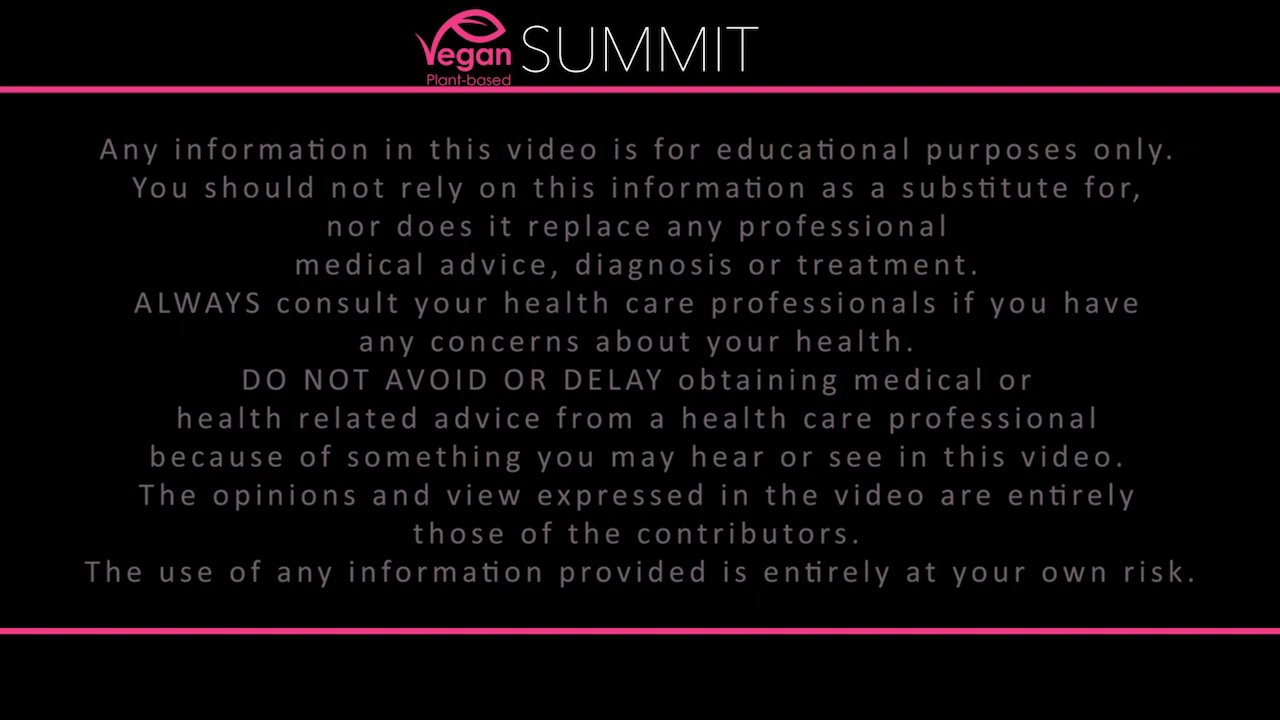 Vegan SUMMIT
Plant-based
Any information in this video is for educational purposes only.
You should not rely on this information as a substitute for,
nor does it replace any professional
medical advice, diagnosis or treatment.
ALWAYS consult your health care professionals if you have
any concerns about your health.
DO NOT AVOID OR DELAY obtaining medical or
health related advice from a health care professional
because of something you may hear or see in this video.
The opinions and view expressed in the video are entirely
those of the contributors.
The use of any information provided is entirely at your own risk.